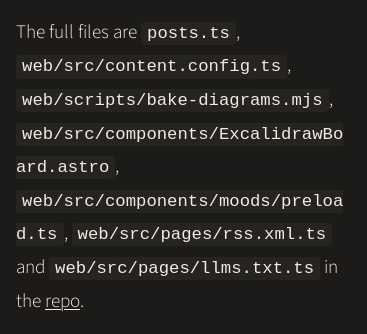 The full files are posts.ts,
web/src/content.config.ts,
web/scripts/bake-diagrams.mjs,
web/src/components/ExcalidrawBo
ard.astro,
web/src/components/moods/preloa
d.ts, web/src/pages/rss.xml.ts
and web/src/pages/llms.txt.ts in
the repo.